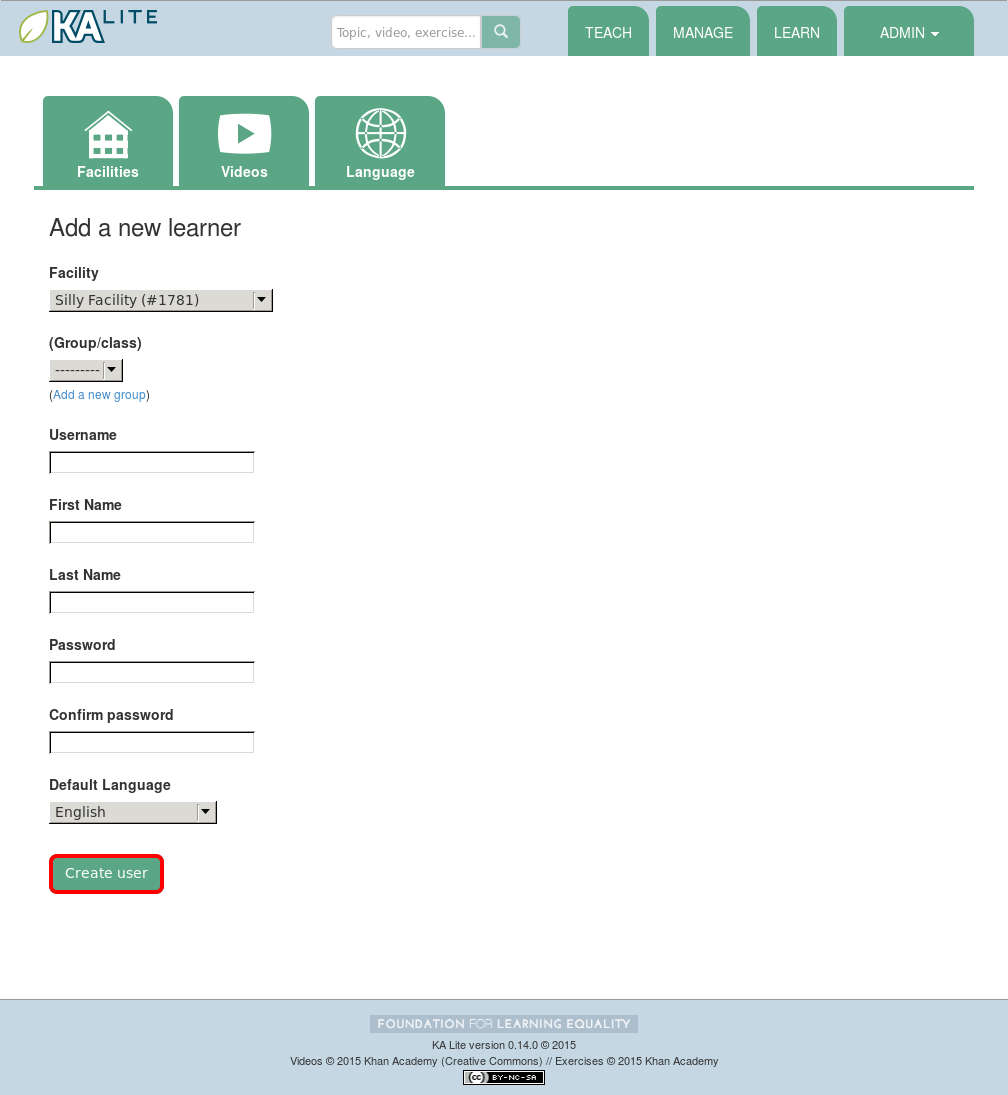 KA LITE
Topic, video, exercise...
TEACH
MANAGE
LEARN
ADMIN
Facilities
Videos
Language
Add a new learner
Facility
Silly Facility (#1781)
(Group/class)
---------
(Add a new group)
Username
First Name
Last Name
Password
Confirm password
Default Language
English
Create user
FOUNDATION FOR LEARNING EQUALITY
KA Lite version 0.14.0 © 2015
Videos © 2015 Khan Academy (Creative Commons) // Exercises © 2015 Khan Academy
cc BY-NC-SA